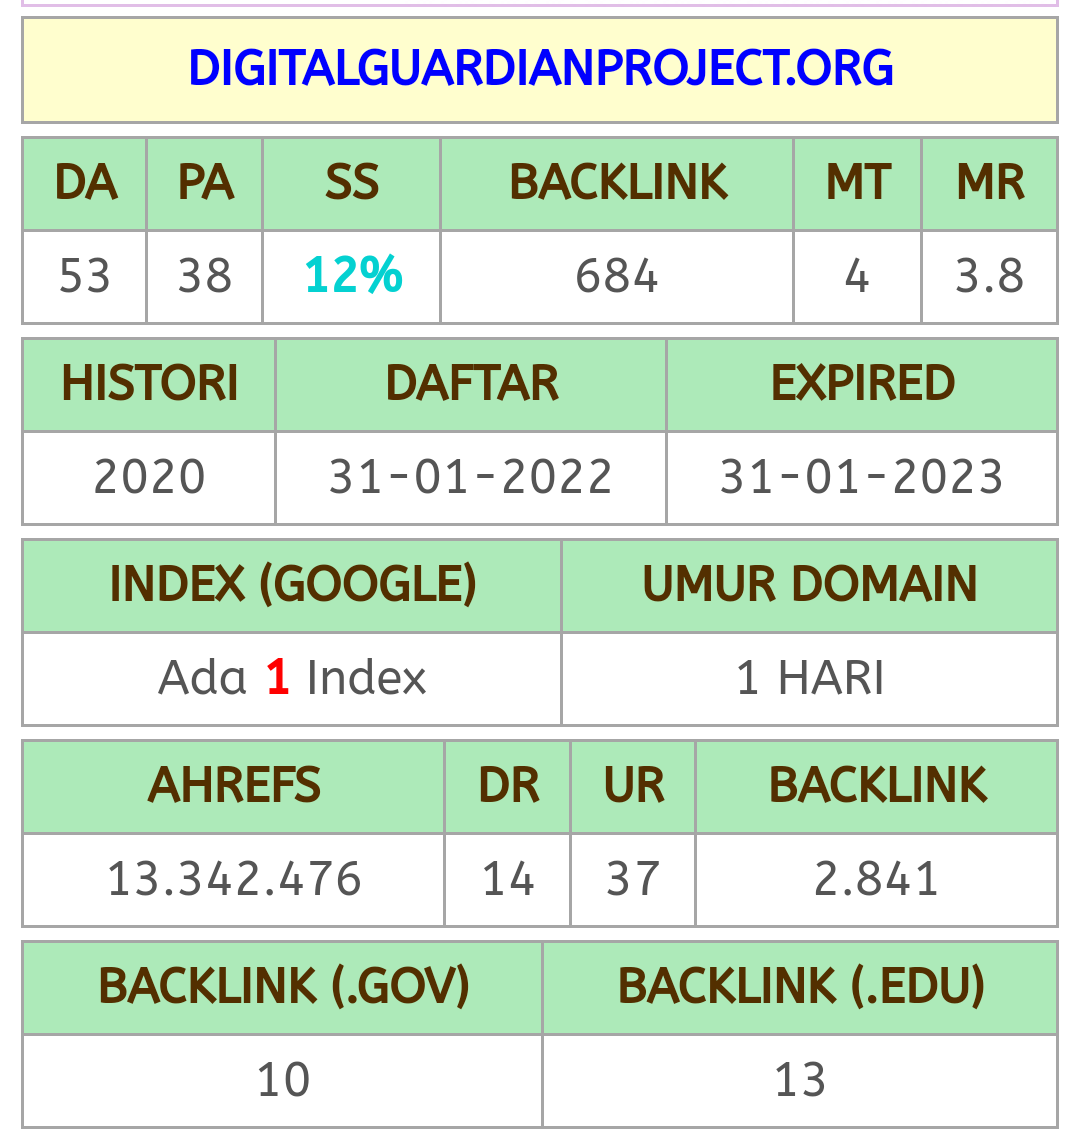 DIGITALGUARDIANPROJECT.ORG
DA PA SS BACKLINK MT MR
53 38 12% 684 4 3.8
HISTORI DAFTAR EXPIRED
2020 31-01-2022 31-01-2023
INDEX (GOOGLE) UMUR DOMAIN
Ada 1 Index 1 HARI
AHREFS DR UR BACKLINK
13.342.476 14 37 2.841
BACKLINK (.GOV) BACKLINK (.EDU)
10 13